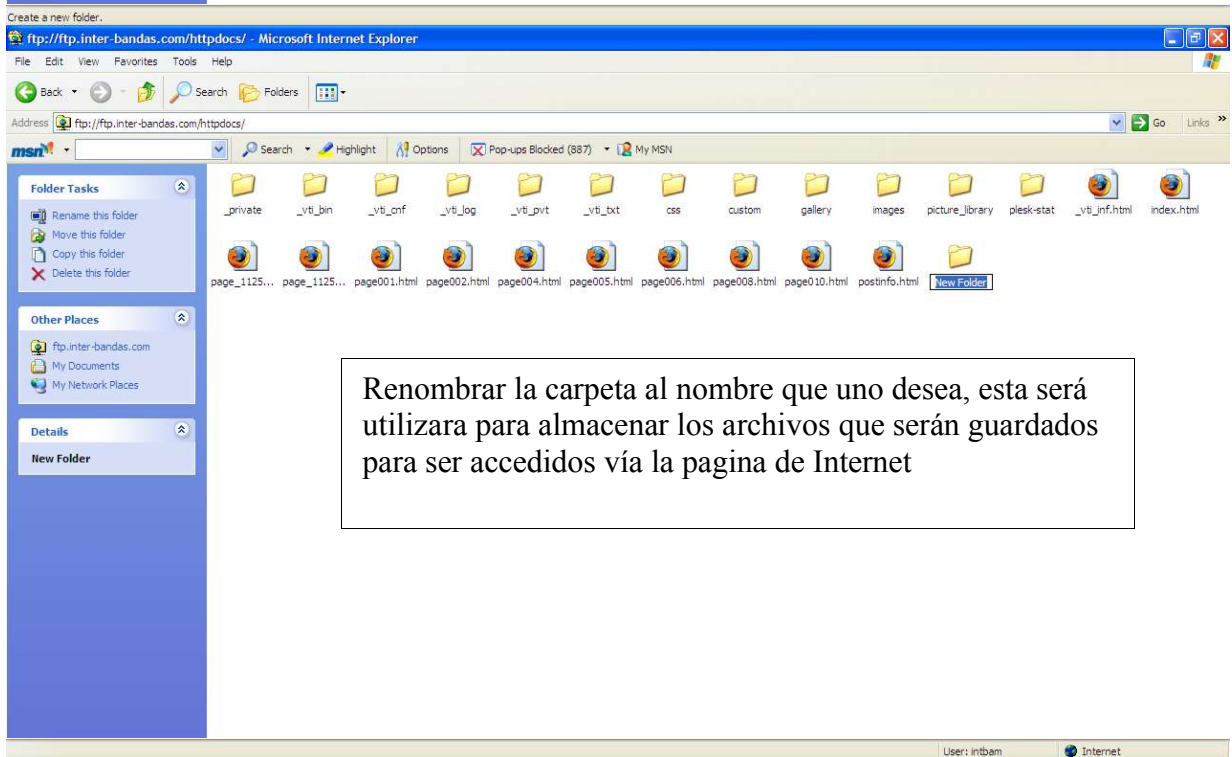 Create a new folder.
ftp://ftp.inter-bandas.com/httpdocs/ - Microsoft Internet Explorer
File Edit View Favorites Tools Help
Back Search Folders
Address ftp://ftp.inter-bandas.com/httpdocs/ Go Links »
msn Search Highlight Options Pop-ups Blocked (887) My MSN
Folder Tasks
Rename this folder
Move this folder
Copy this folder
Delete this folder
Other Places
ftp.inter-bandas.com
My Documents
My Network Places
Details
New Folder
_private _vti_bin _vti_cnf _vti_log _vti_pvt _vti_txt css custom gallery images picture_library plesk-stat _vti_inf.html index.html
page_1125... page_1125... page001.html page002.html page004.html page005.html page006.html page008.html page010.html postinfo.html New Folder
Renombrar la carpeta al nombre que uno desea, esta será
utilizara para almacenar los archivos que serán guardados
para ser accedidos vía la pagina de Internet
User: intbam Internet